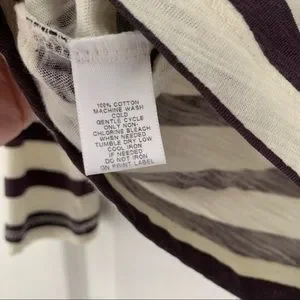 100% COTTON
MACHINE WASH
COLD
GENTLE CYCLE
ONLY NON-
CHLORINE BLEACH
WHEN NEEDED
TUMBLE DRY LOW
COOL IRON
IF NEEDED
DO NOT IRON
ON PRINT LABEL